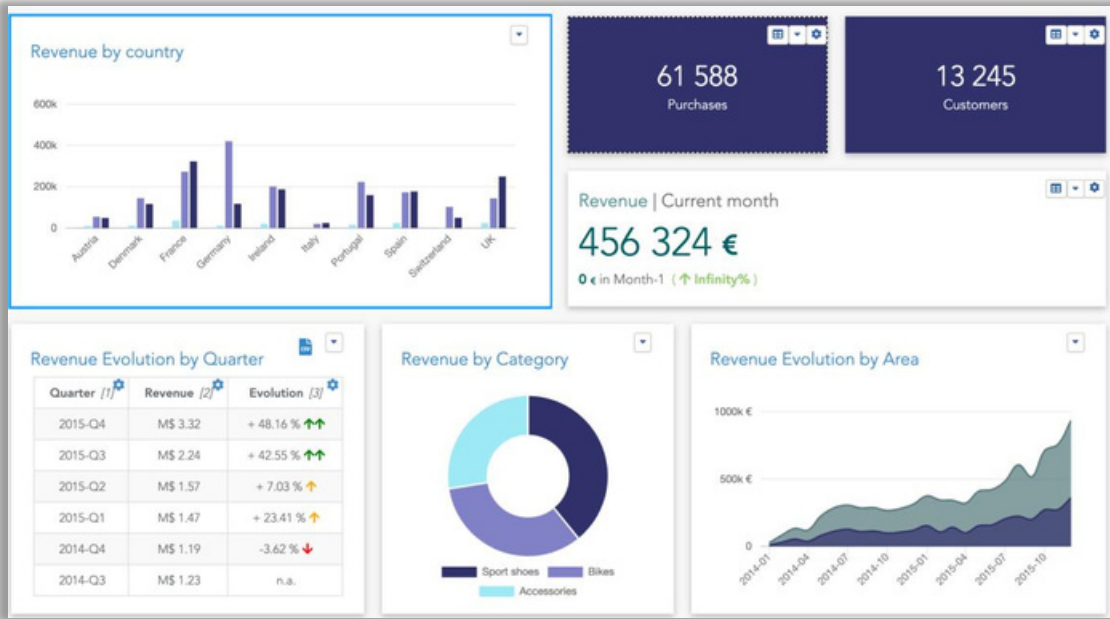 Revenue by country
600k
400k
200k
0
Austria
Denmark
France
Germany
Ireland
Italy
Portugal
Spain
Switzerland
UK
61 588
Purchases
13 245
Customers
Revenue | Current month
456 324 €
0 € in Month-1 ( ↑ Infinity% )
Revenue Evolution by Quarter
Quarter [1] Revenue [2] Evolution [3]
2015-Q4 M$ 3.32 + 48.16 % ↑↑
2015-Q3 M$ 2.24 + 42.55 % ↑↑
2015-Q2 M$ 1.57 + 7.03 % ↑
2015-Q1 M$ 1.47 + 23.41 % ↑
2014-Q4 M$ 1.19 -3.62 % ↓
2014-Q3 M$ 1.23 n.a.
Revenue by Category
Sport shoes Bikes
Accessories
Revenue Evolution by Area
1000k €
500k €
0
2014-01
2014-04
2014-07
2014-10
2015-01
2015-04
2015-07
2015-10